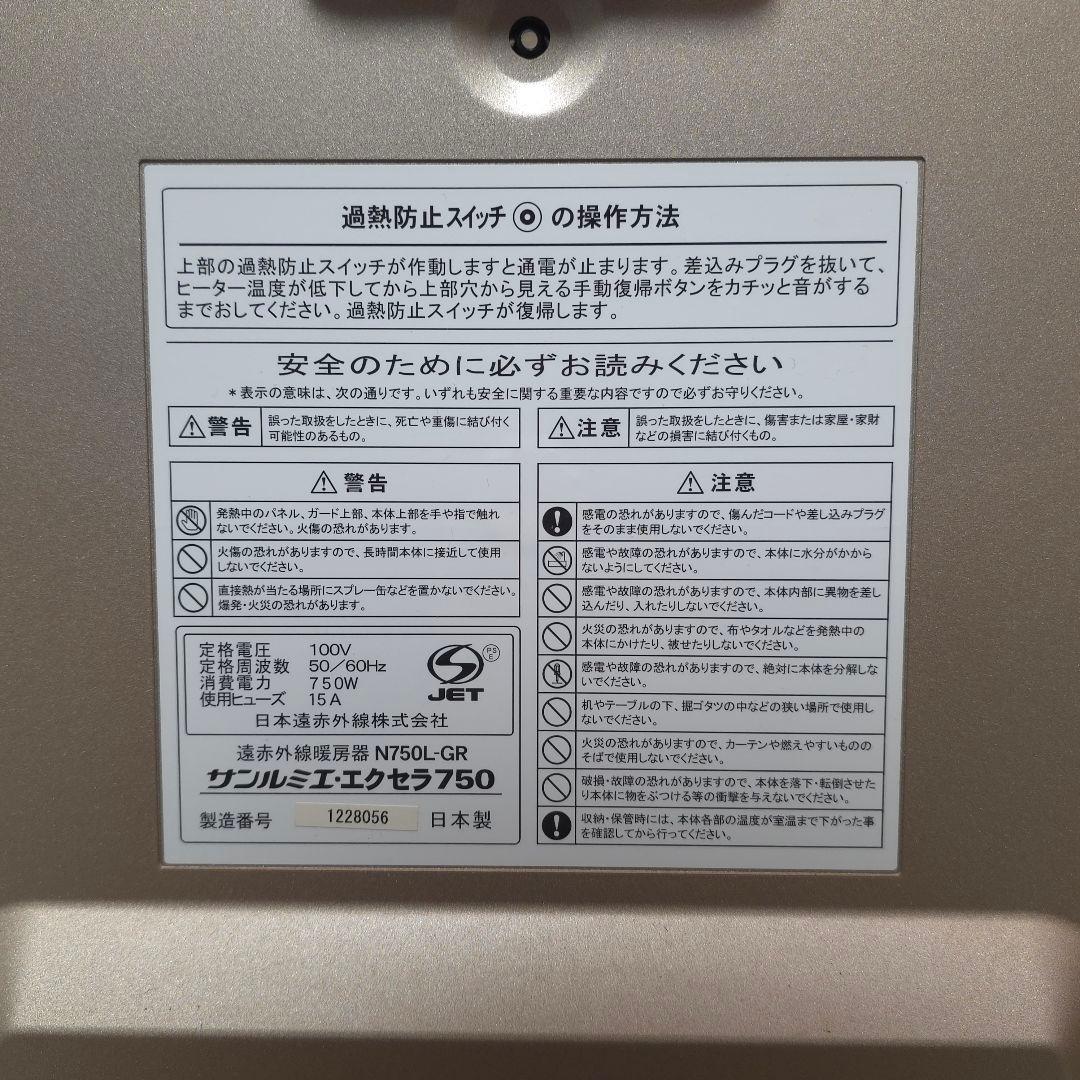 過熱防止スイッチ◎の操作方法
上部の過熱防止スイッチが作動しますと通電が止まります。差込みプラグを抜いて、
ヒーター温度が低下してから上部穴から見える手動復帰ボタンをカチッと音がする
までおしてください。過熱防止スイッチが復帰します。
安全のために必ずお読みください
*表示の意味は、次の通りです。いずれも安全に関する重要な内容ですので必ずお守りください。
警告
誤った取扱をしたときに、死亡や重傷に結び付く
可能性のあるもの。
注意
誤った取扱をしたときに、傷害または家屋・家財
などの損害に結び付くもの。
警告
発熱中のパネル、ガード上部、本体上部を手や指で触れ
ないでください。火傷の恐れがあります。
火傷の恐れがありますので、長時間本体に接近して使用
しないでください。
直接熱が当たる場所にスプレー缶などを置かないでください。
爆発・火災の恐れがあります。
注意
感電の恐れがありますので、傷んだコードや差し込みプラグ
をそのまま使用しないでください。
感電や故障の恐れがありますので、本体に水分がかから
ないようにしてください。
感電や故障の恐れがありますので、本体内部に異物を差し
込んだり、入れたりしないでください。
火災の恐れがありますので、布やタオルなどを発熱中の
本体にかけたり、被せたりしないでください。
感電や故障の恐れがありますので、絶対に本体を分解しな
いでください。
机やテーブルの下、掘ゴタツの中などの狭い場所で使用し
ないでください。
火災の恐れがありますので、カーテンや燃えやすいものの
そばで使用しないでください。
破損・故障の恐れがありますので、本体を落下・転倒させた
り本体に物をぶつける等の衝撃を与えないでください。
収納・保管時には、本体各部の温度が室温まで下がった事
を確認してから行ってください。
定格電圧 100V
定格周波数 50/60Hz
消費電力 750W
使用ヒューズ 15A
PS
E
JET
日本遠赤外線株式会社
遠赤外線暖房器 N750L-GR
サンルミエ・エクセラ750
製造番号 1228056 日本製